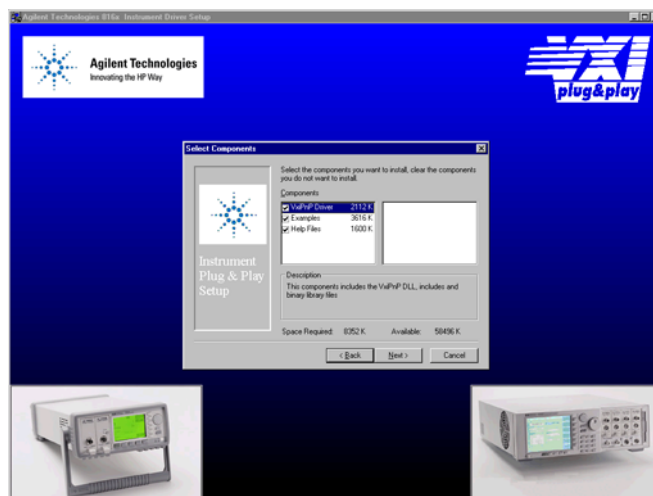 Agilent Technologies 816x Instrument Driver Setup
Agilent Technologies
Innovating the HP Way
VXI
plug&play
Select Components
Select the components you want to install, clear the components
you do not want to install.
Components
VxiPnP Driver 2112 K
Examples 3616 K
Help Files 1600 K
Instrument
Plug & Play
Setup
Description
This components includes the VxiPnP DLL, includes and
binary library files
Space Required: 8352 K Available: 58496 K
< Back Next > Cancel